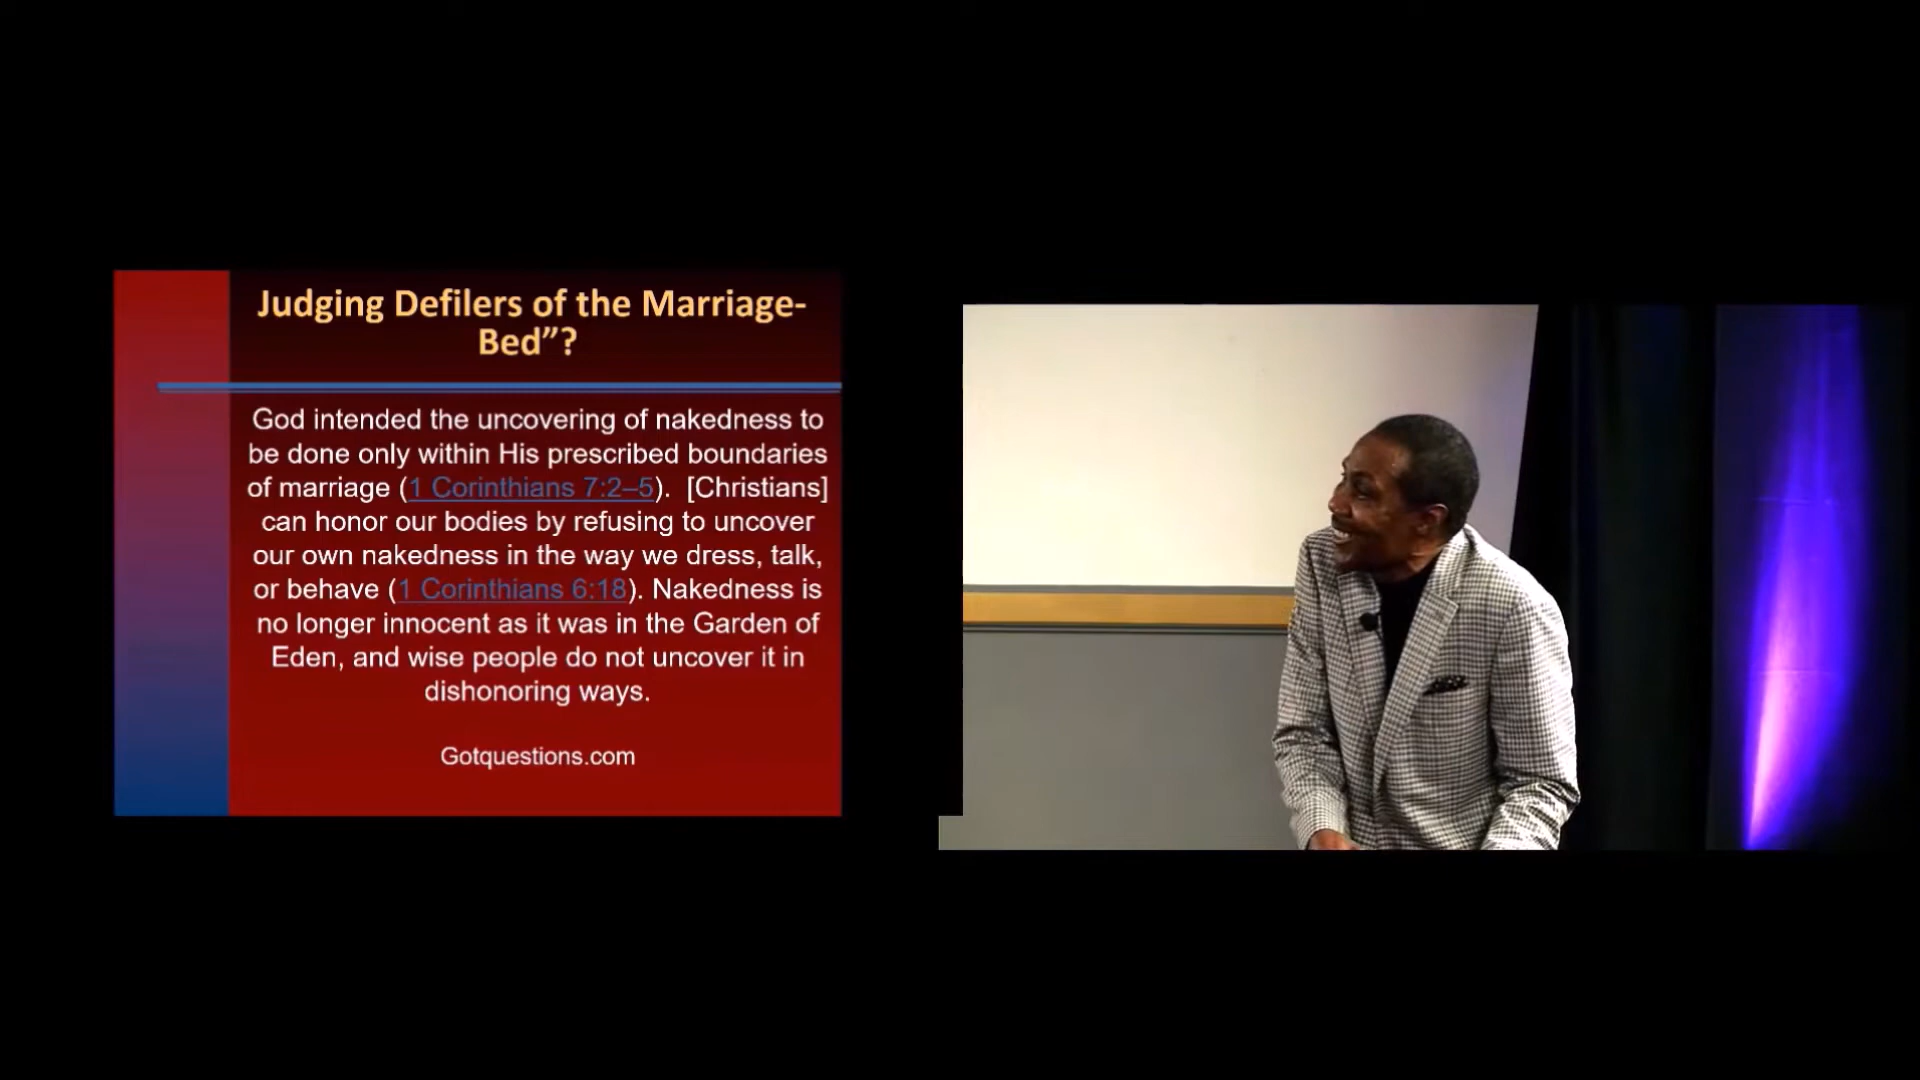 Judging Defilers of the Marriage-
Bed”?
God intended the uncovering of nakedness to
be done only within His prescribed boundaries
of marriage (1 Corinthians 7:2–5).  [Christians]
can honor our bodies by refusing to uncover
our own nakedness in the way we dress, talk,
or behave (1 Corinthians 6:18). Nakedness is
no longer innocent as it was in the Garden of
Eden, and wise people do not uncover it in
dishonoring ways.
Gotquestions.com